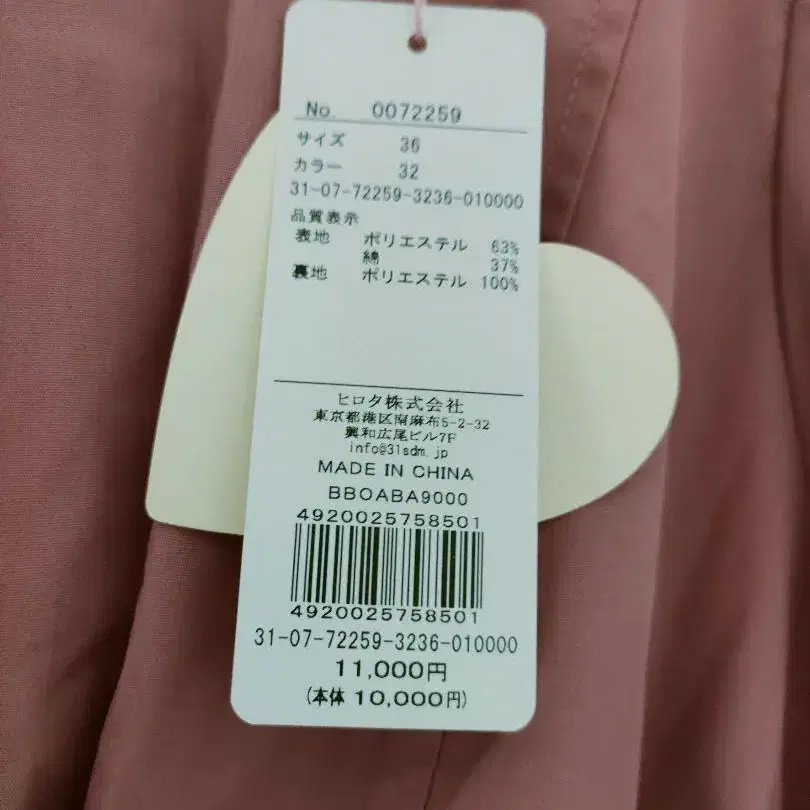 No. 0072259
サイズ 36
カラー 32
31-07-72259-3236-010000
品質表示
表地 ポリエステル 63%
綿 37%
裏地 ポリエステル 100%
ヒロタ株式会社
東京都港区南麻布5-2-32
興和広尾ビル7F
info@31sdm.jp
MADE IN CHINA
BBOABA9000
4920025758501
4920025758501
31-07-72259-3236-010000
11,000円
(本体 10,000円)